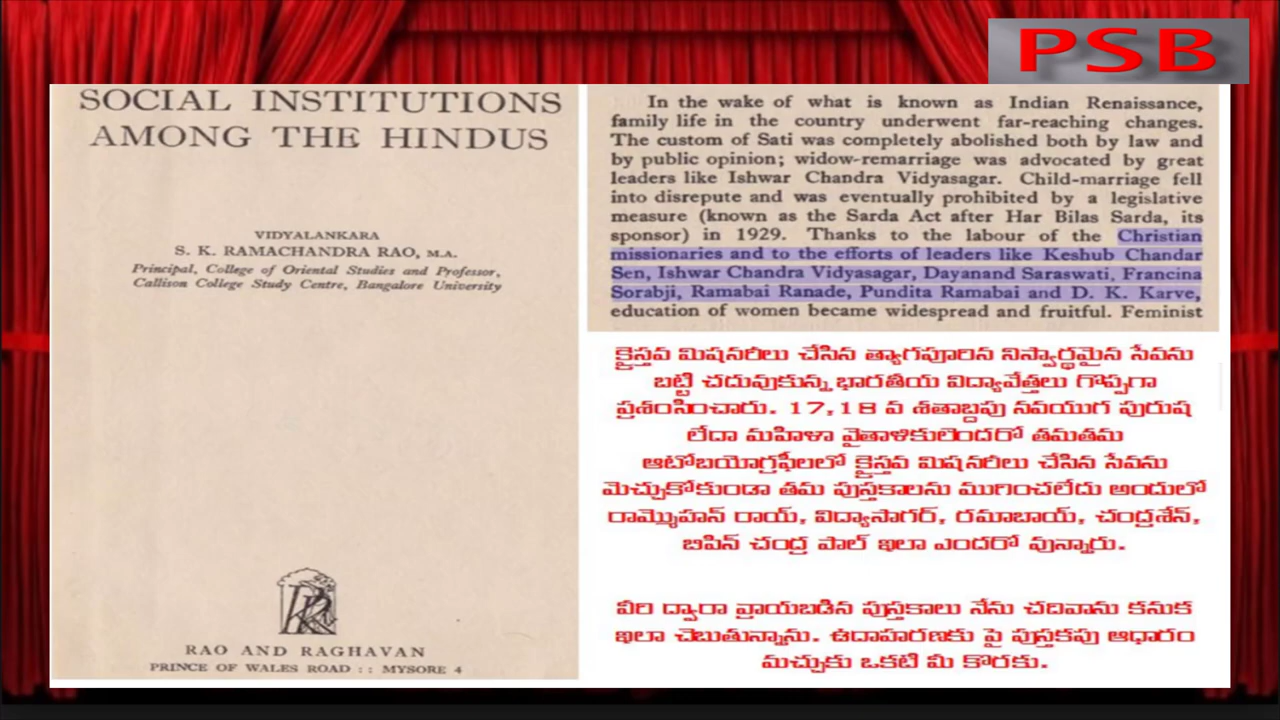 PSB
SOCIAL INSTITUTIONS
AMONG THE HINDUS
VIDYALANKARA
S. K. RAMACHANDRA RAO, M.A.
Principal, College of Oriental Studies and Professor,
Callison College Study Centre, Bangalore University
RAO AND RAGHAVAN
PRINCE OF WALES ROAD : : MYSORE 4
In the wake of what is known as Indian Renaissance,
family life in the country underwent far-reaching changes.
The custom of Sati was completely abolished both by law and
by public opinion; widow-remarriage was advocated by great
leaders like Ishwar Chandra Vidyasagar. Child-marriage fell
into disrepute and was eventually prohibited by a legislative
measure (known as the Sarda Act after Har Bilas Sarda, its
sponsor) in 1929. Thanks to the labour of the Christian
missionaries and to the efforts of leaders like Keshub Chandar
Sen, Ishwar Chandra Vidyasagar, Dayanand Saraswati, Francina
Sorabji, Ramabai Ranade, Pundita Ramabai and D. K. Karve,
education of women became widespread and fruitful. Feminist
క్రైస్తవ మిషనరీలు చేసిన త్యాగపూరిన నిస్వార్థమైన సేవను
బట్టి చదువుకున్న భారతీయ విద్యావేత్తలు గొప్పగా
ప్రశంసించారు. 17,18 వ శతాబ్దపు నవయుగ పురుష
లేదా మహిళా వైతాళికులెందరో తమతమ
ఆటోబయోగ్రఫీలలో క్రైస్తవ మిషనరీలు చేసిన సేవను
మెచ్చుకోకుండా తమ పుస్తకాలను ముగించలేదు అందులో
రామ్మొహన్ రాయ్, విద్యాసాగర్, రమాబాయ్, చంద్రశేన్,
బిపిన్ చంద్ర పాల్ ఇలా ఎందరో వున్నారు.
వీరి ద్వారా వ్రాయబడిన పుస్తకాలు నేను చదివాను కనుక
ఇలా చెబుతున్నాను. ఉదాహరణకు పై పుస్తకపు ఆధారం
మచ్చుకు ఒకటి మీ కొరకు.